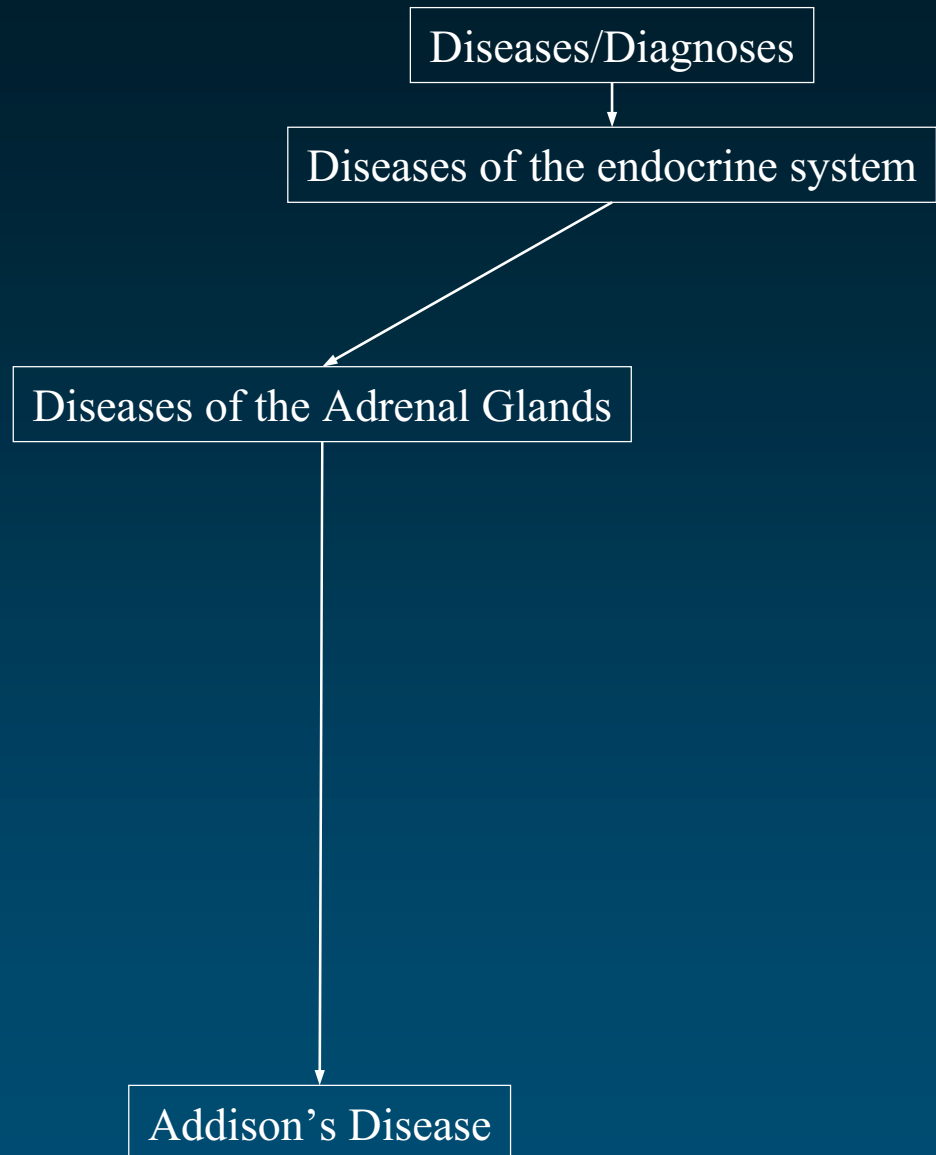 Diseases/Diagnoses
Diseases of the endocrine system
Diseases of the Adrenal Glands
Addison’s Disease